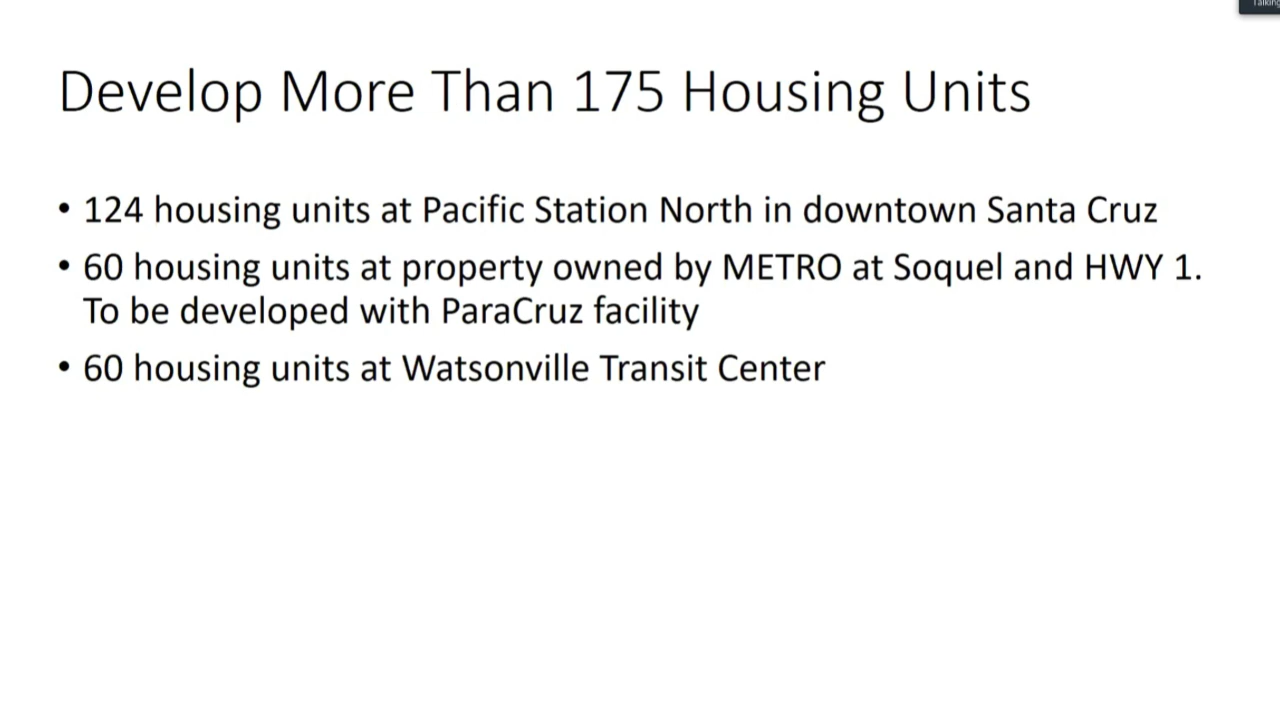 Talking
Develop More Than 175 Housing Units
• 124 housing units at Pacific Station North in downtown Santa Cruz
• 60 housing units at property owned by METRO at Soquel and HWY 1.
To be developed with ParaCruz facility
• 60 housing units at Watsonville Transit Center